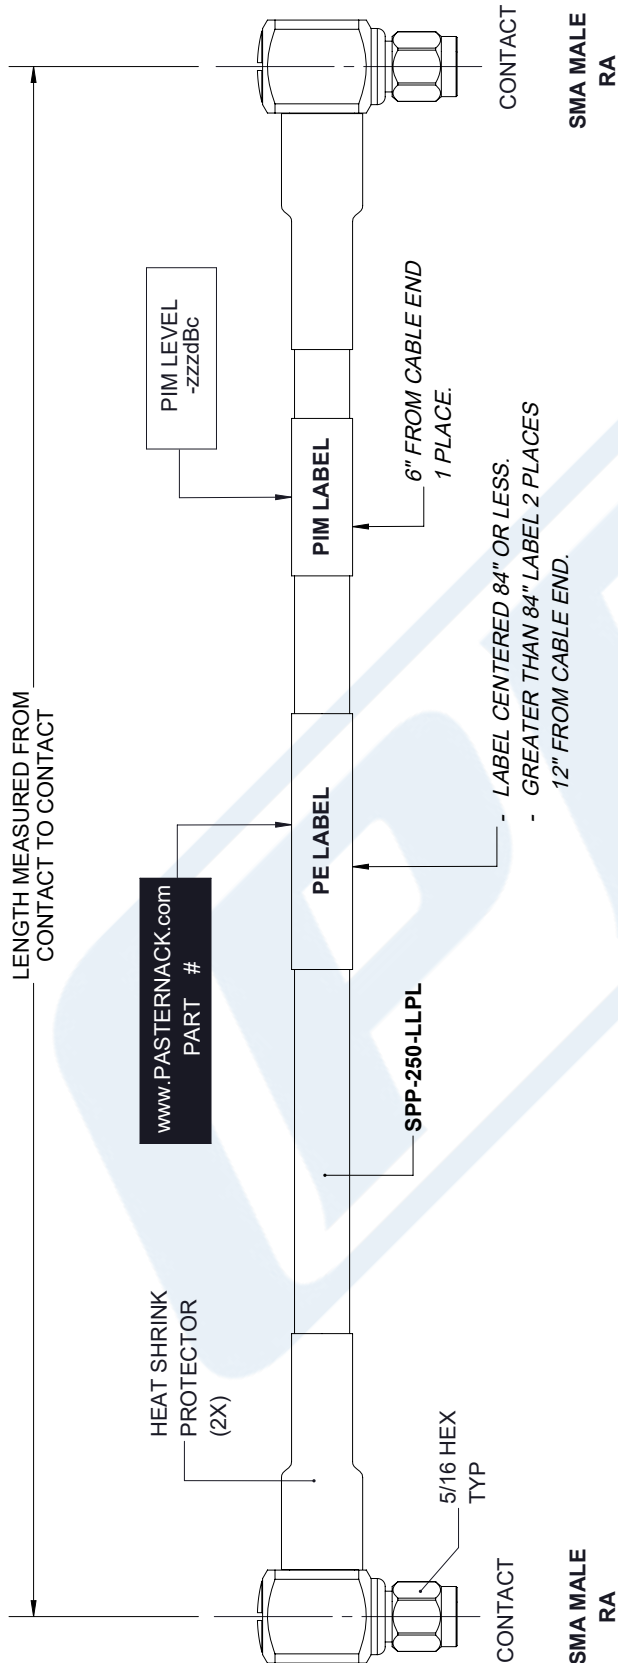 LENGTH MEASURED FROM
CONTACT TO CONTACT
HEAT SHRINK
PROTECTOR
(2X)
www.PASTERNACK.com
PART #
PIM LEVEL
-zzzdBc
PE LABEL
PIM LABEL
5/16 HEX
TYP
SPP-250-LLPL
- LABEL CENTERED 84" OR LESS.
- GREATER THAN 84" LABEL 2 PLACES
12" FROM CABLE END.
6" FROM CABLE END
1 PLACE.
CONTACT
SMA MALE
RA
CONTACT
SMA MALE
RA